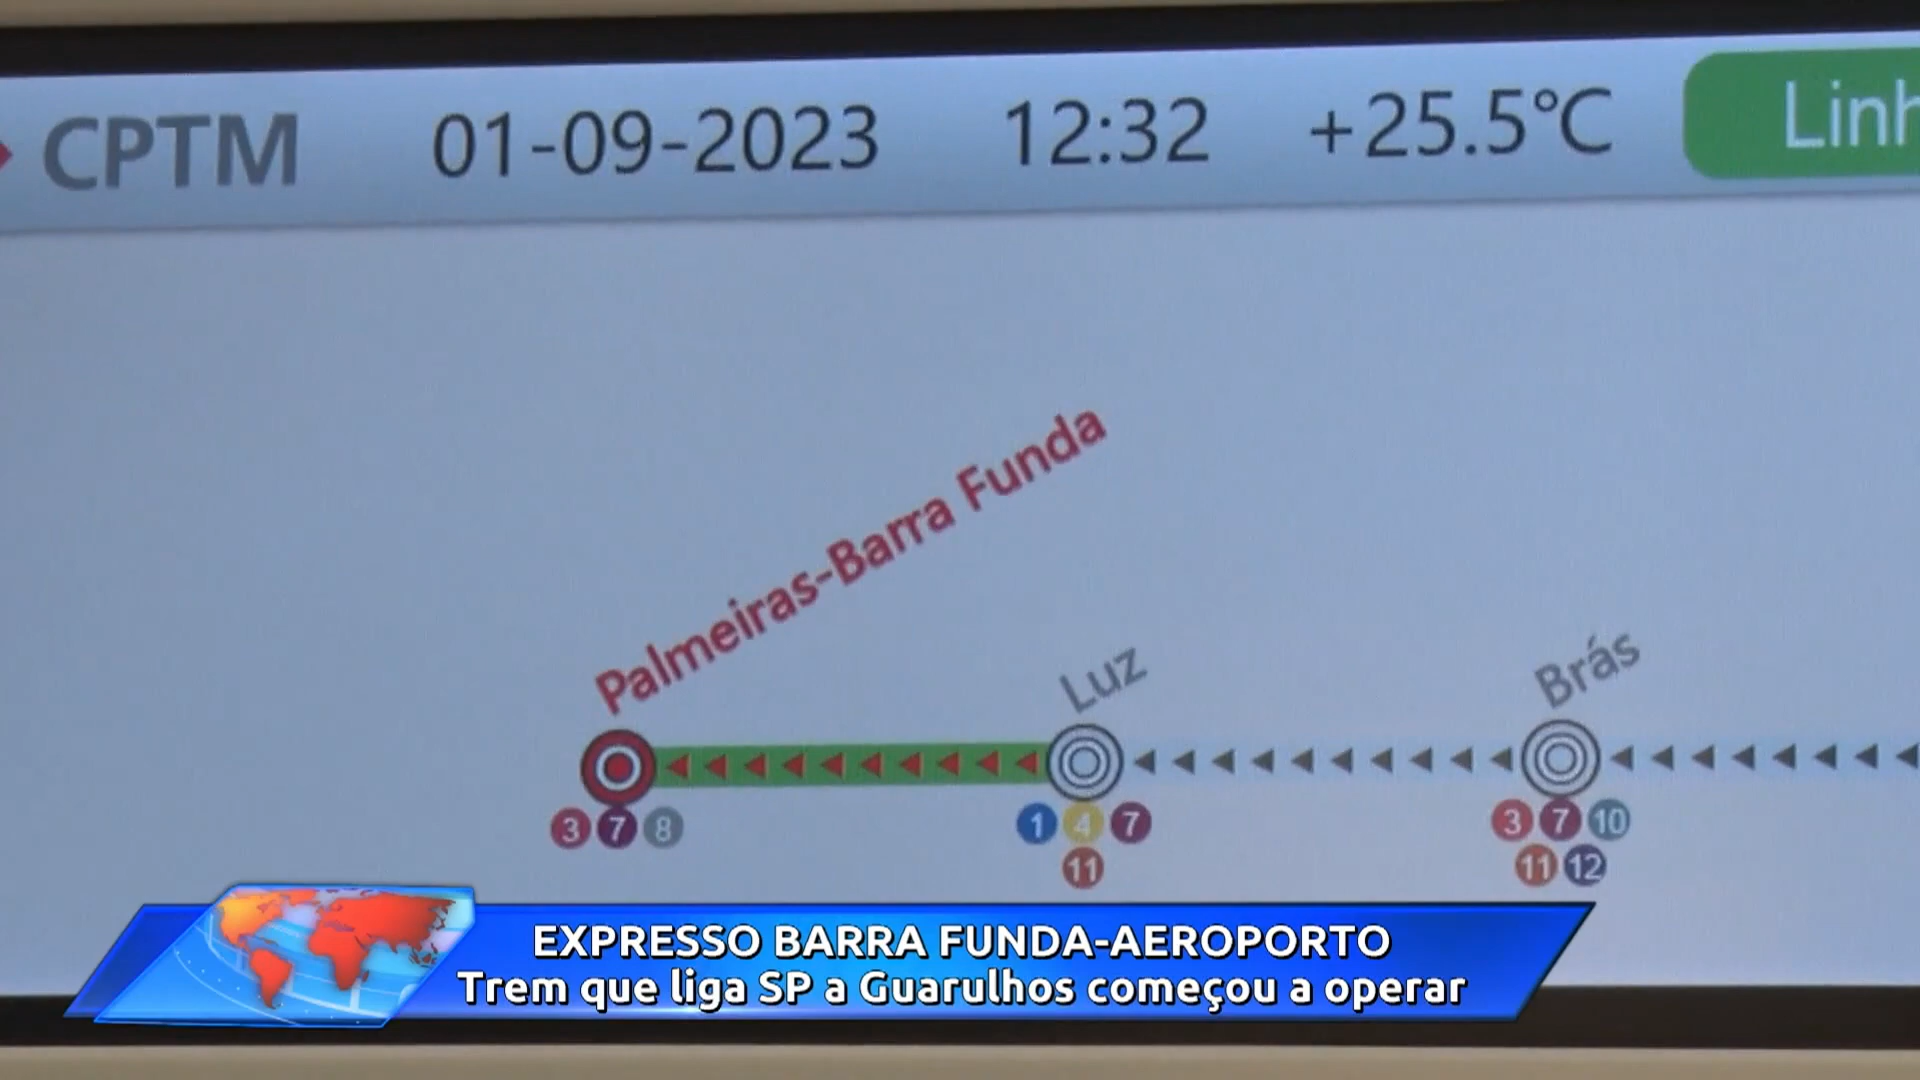 CPTM 01-09-2023 12:32 +25.5°C Linh
Palmeiras-Barra Funda
Luz
Brás
3 7 8
1 4 7
11
3 7 10
11 12
EXPRESSO BARRA FUNDA-AEROPORTO
Trem que liga SP a Guarulhos começou a operar